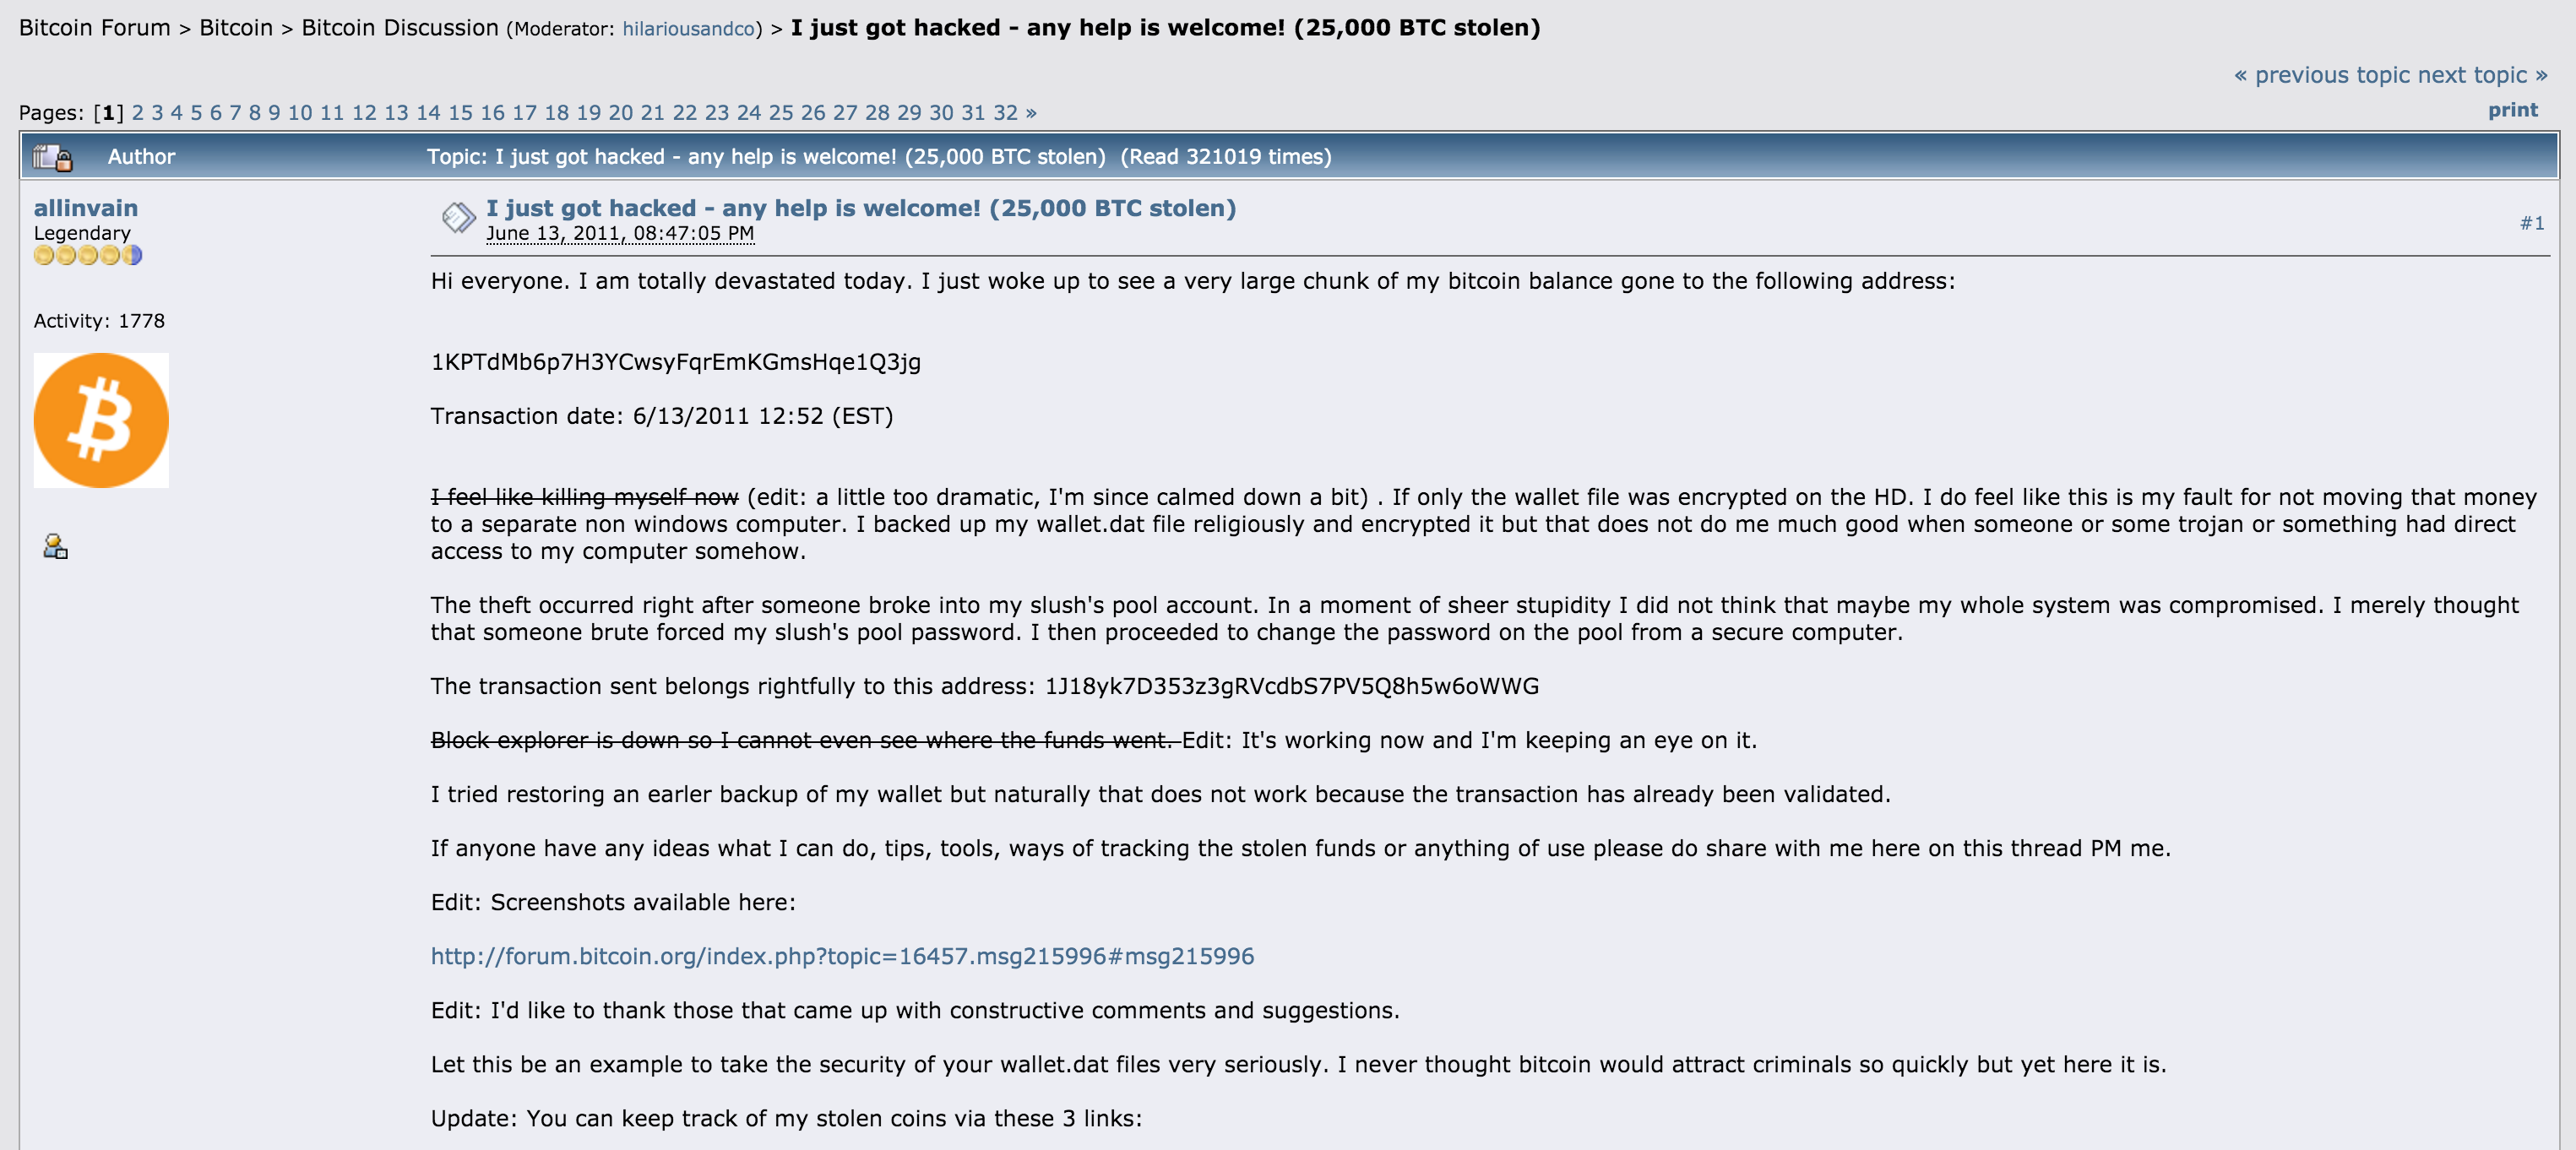 Bitcoin Forum > Bitcoin > Bitcoin Discussion (Moderator: hilariousandco) > I just got hacked - any help is welcome! (25,000 BTC stolen)
« previous topic next topic »
Pages: [1] 2 3 4 5 6 7 8 9 10 11 12 13 14 15 16 17 18 19 20 21 22 23 24 25 26 27 28 29 30 31 32 »
print
Author
Topic: I just got hacked - any help is welcome! (25,000 BTC stolen) (Read 321019 times)
allinvain
Legendary
Activity: 1778
I just got hacked - any help is welcome! (25,000 BTC stolen)
June 13, 2011, 08:47:05 PM
#1
Hi everyone. I am totally devastated today. I just woke up to see a very large chunk of my bitcoin balance gone to the following address:
1KPTdMb6p7H3YCwsyFqrEmKGmsHqe1Q3jg
Transaction date: 6/13/2011 12:52 (EST)
I feel like killing myself now (edit: a little too dramatic, I'm since calmed down a bit) . If only the wallet file was encrypted on the HD. I do feel like this is my fault for not moving that money
to a separate non windows computer. I backed up my wallet.dat file religiously and encrypted it but that does not do me much good when someone or some trojan or something had direct
access to my computer somehow.
The theft occurred right after someone broke into my slush's pool account. In a moment of sheer stupidity I did not think that maybe my whole system was compromised. I merely thought
that someone brute forced my slush's pool password. I then proceeded to change the password on the pool from a secure computer.
The transaction sent belongs rightfully to this address: 1J18yk7D353z3gRVcdbS7PV5Q8h5w6oWWG
Block explorer is down so I cannot even see where the funds went. Edit: It's working now and I'm keeping an eye on it.
I tried restoring an earler backup of my wallet but naturally that does not work because the transaction has already been validated.
If anyone have any ideas what I can do, tips, tools, ways of tracking the stolen funds or anything of use please do share with me here on this thread PM me.
Edit: Screenshots available here:
http://forum.bitcoin.org/index.php?topic=16457.msg215996#msg215996
Edit: I'd like to thank those that came up with constructive comments and suggestions.
Let this be an example to take the security of your wallet.dat files very seriously. I never thought bitcoin would attract criminals so quickly but yet here it is.
Update: You can keep track of my stolen coins via these 3 links: